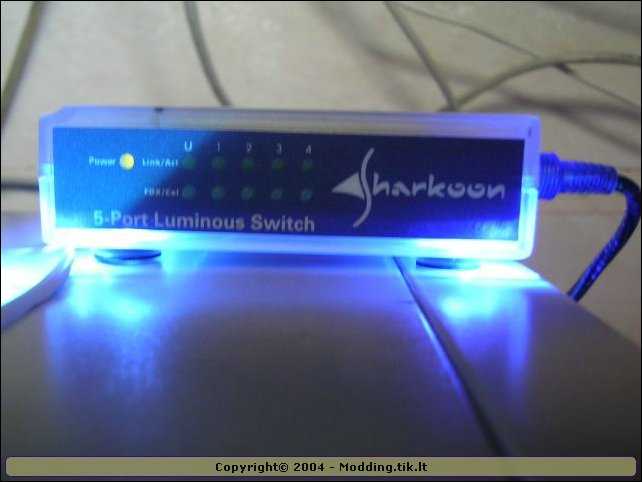 U 1 2 3 4
Power Link/Act
FDX/Col
Sharkoon
5-Port Luminous Switch
Copyright© 2004 - Modding.tik.lt